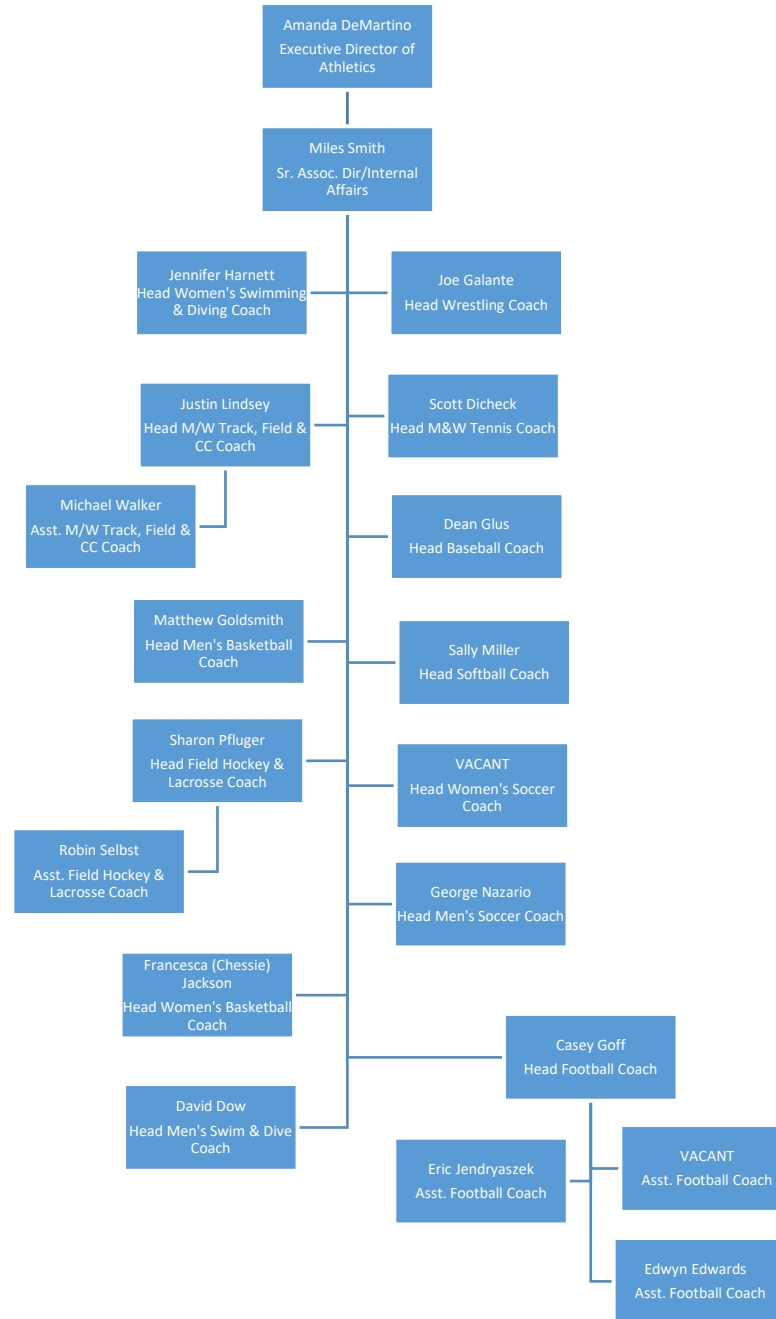 Amanda DeMartino
Executive Director of
Athletics
Miles Smith
Sr. Assoc. Dir/Internal
Affairs
Jennifer Harnett
Head Women's Swimming
& Diving Coach
Joe Galante
Head Wrestling Coach
Justin Lindsey
Head M/W Track, Field &
CC Coach
Scott Dicheck
Head M&W Tennis Coach
Michael Walker
Asst. M/W Track, Field &
CC Coach
Dean Glus
Head Baseball Coach
Matthew Goldsmith
Head Men's Basketball
Coach
Sally Miller
Head Softball Coach
Sharon Pfluger
Head Field Hockey &
Lacrosse Coach
VACANT
Head Women's Soccer
Coach
Robin Selbst
Asst. Field Hockey &
Lacrosse Coach
George Nazario
Head Men's Soccer Coach
Francesca (Chessie)
Jackson
Head Women's Basketball
Coach
Casey Goff
Head Football Coach
David Dow
Head Men's Swim & Dive
Coach
Eric Jendryaszek
Asst. Football Coach
VACANT
Asst. Football Coach
Edwyn Edwards
Asst. Football Coach